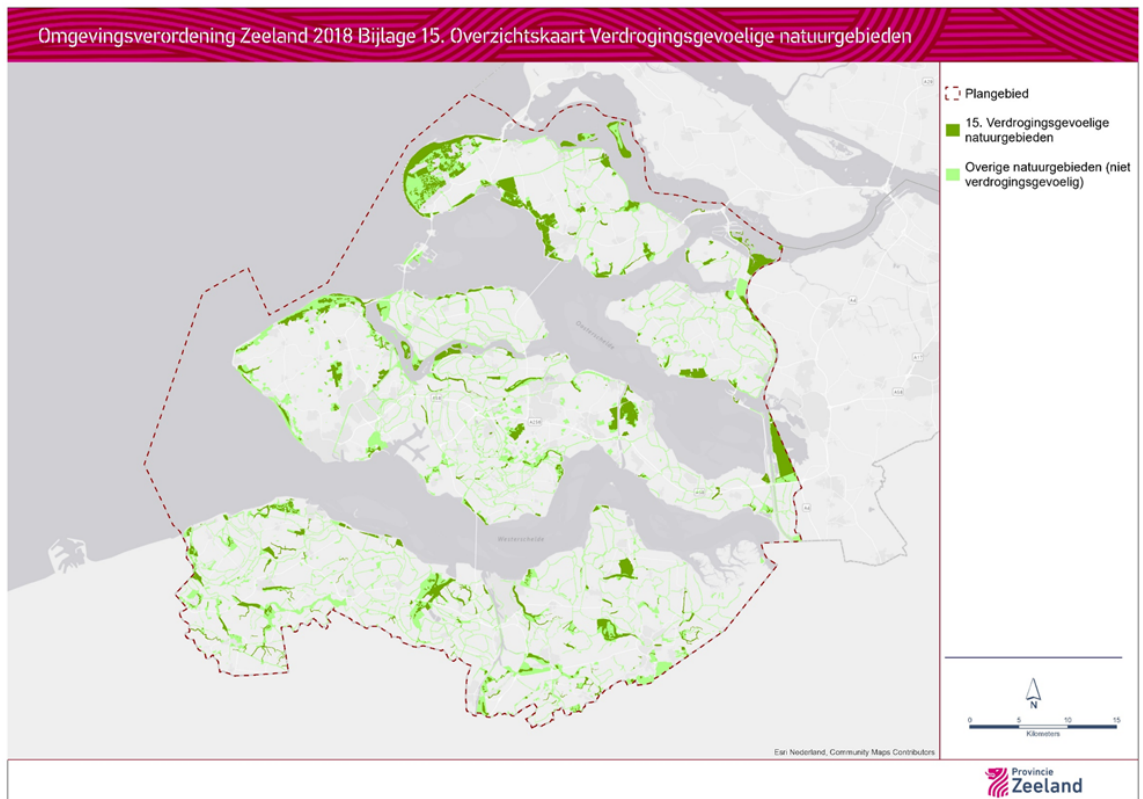 Omgevingsverordening Zeeland 2018 Bijlage 15. Overzichtskaart Verdrogingsgevoelige natuurgebieden
Plangebied
15. Verdrogingsgevoelige
natuurgebieden
Overige natuurgebieden (niet
verdrogingsgevoelig)
Oosterschelde
A58
Westerschelde
N
0 5 10 15
Kilometers
Esri Nederland, Community Maps Contributors
Provincie
Zeeland